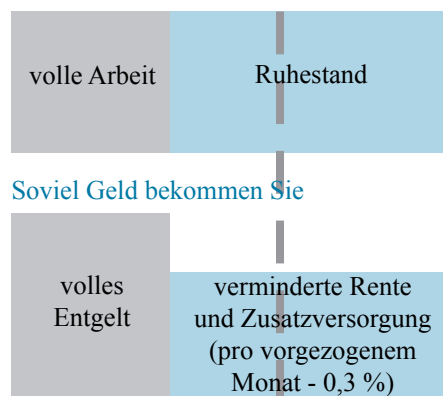 volle Arbeit
Ruhestand
Soviel Geld bekommen Sie
volles
Entgelt
verminderte Rente
und Zusatzversorgung
(pro vorgezogenem
Monat - 0,3 %)